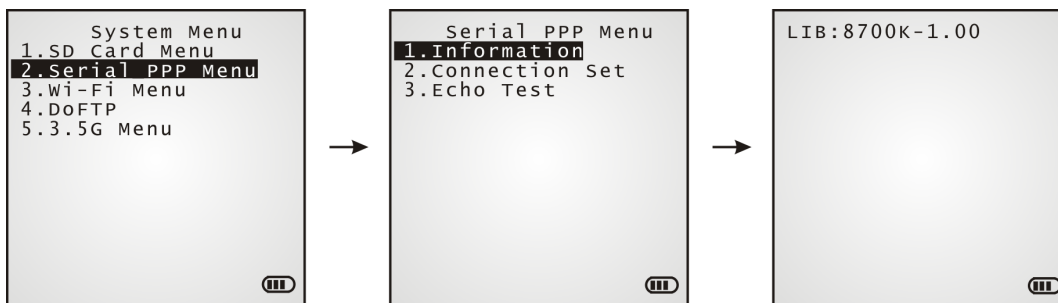 System Menu
1.SD Card Menu
2.Serial PPP Menu
3.Wi-Fi Menu
4.DoFTP
5.3.5G Menu
Serial PPP Menu
1.Information
2.Connection Set
3.Echo Test
LIB:8700K-1.00